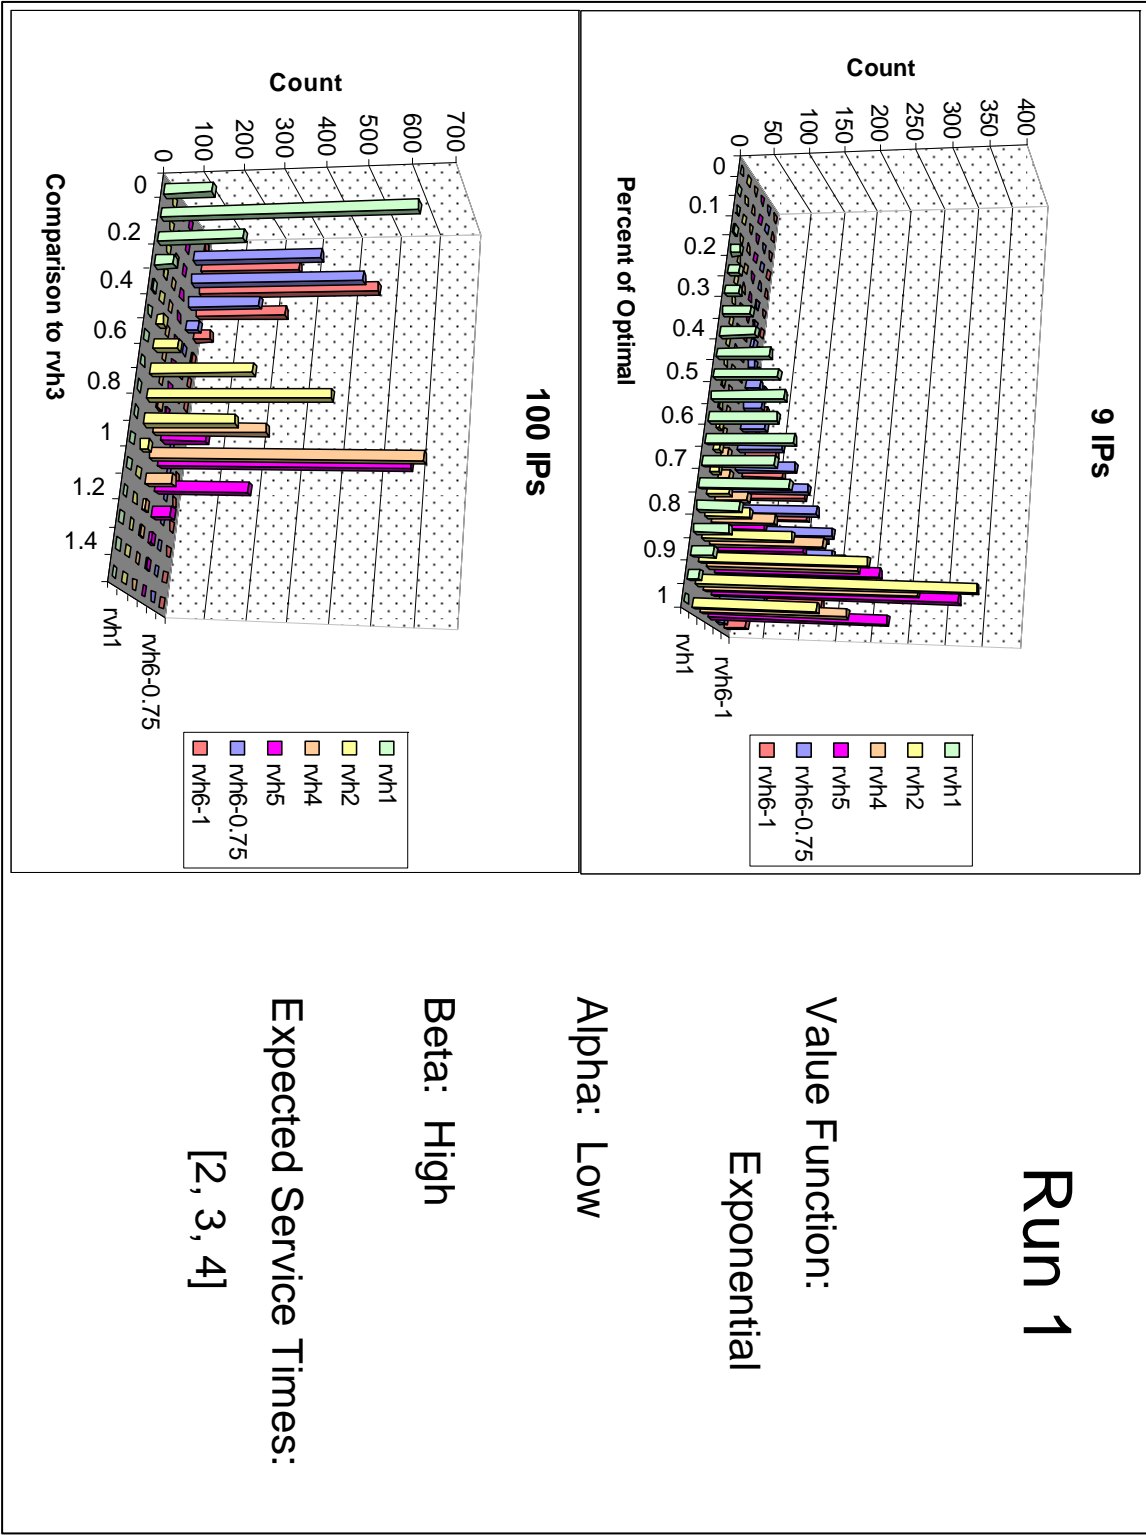 Run 1
9 IPs
Count
400
350
300
250
200
150
100
50
0
0
0.1
0.2
0.3
0.4
0.5
0.6
0.7
0.8
0.9
1
Percent of Optimal
rvh1
rvh6-1
rvh1
rvh2
rvh4
rvh5
rvh6-0.75
rvh6-1
Value Function:
Exponential
Alpha: Low
Beta: High
Expected Service Times:
[2, 3, 4]
100 IPs
Count
700
600
500
400
300
200
100
0
0
0.2
0.4
0.6
0.8
1
1.2
1.4
Comparison to rvh3
rvh1
rvh6-0.75
rvh1
rvh2
rvh4
rvh5
rvh6-0.75
rvh6-1